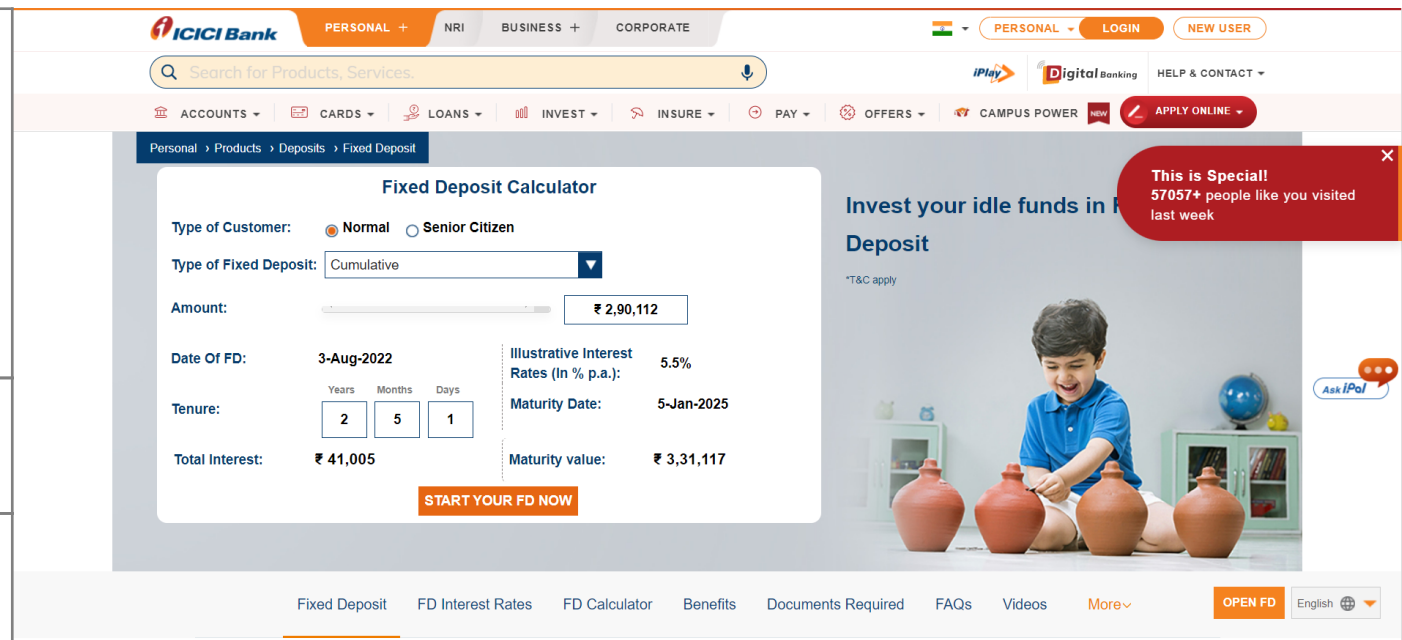 ICICI Bank
PERSONAL +
NRI
BUSINESS +
CORPORATE
PERSONAL
LOGIN
NEW USER
Search for Products, Services.
iPlay
Digital Banking
HELP & CONTACT
ACCOUNTS
CARDS
LOANS
INVEST
INSURE
PAY
OFFERS
CAMPUS POWER
NEW
APPLY ONLINE
Personal › Products › Deposits › Fixed Deposit
This is Special!
57057+ people like you visited
last week
Fixed Deposit Calculator
Type of Customer:
Normal
Senior Citizen
Type of Fixed Deposit:
Cumulative
Amount:
₹ 2,90,112
Date Of FD:
3-Aug-2022
Illustrative Interest
Rates (In % p.a.):
5.5%
Years
Months
Days
Tenure:
2
5
1
Maturity Date:
5-Jan-2025
Total Interest:
₹ 41,005
Maturity value:
₹ 3,31,117
START YOUR FD NOW
Invest your idle funds in
Deposit
*T&C apply
Ask iPal
Fixed Deposit
FD Interest Rates
FD Calculator
Benefits
Documents Required
FAQs
Videos
More
OPEN FD
English